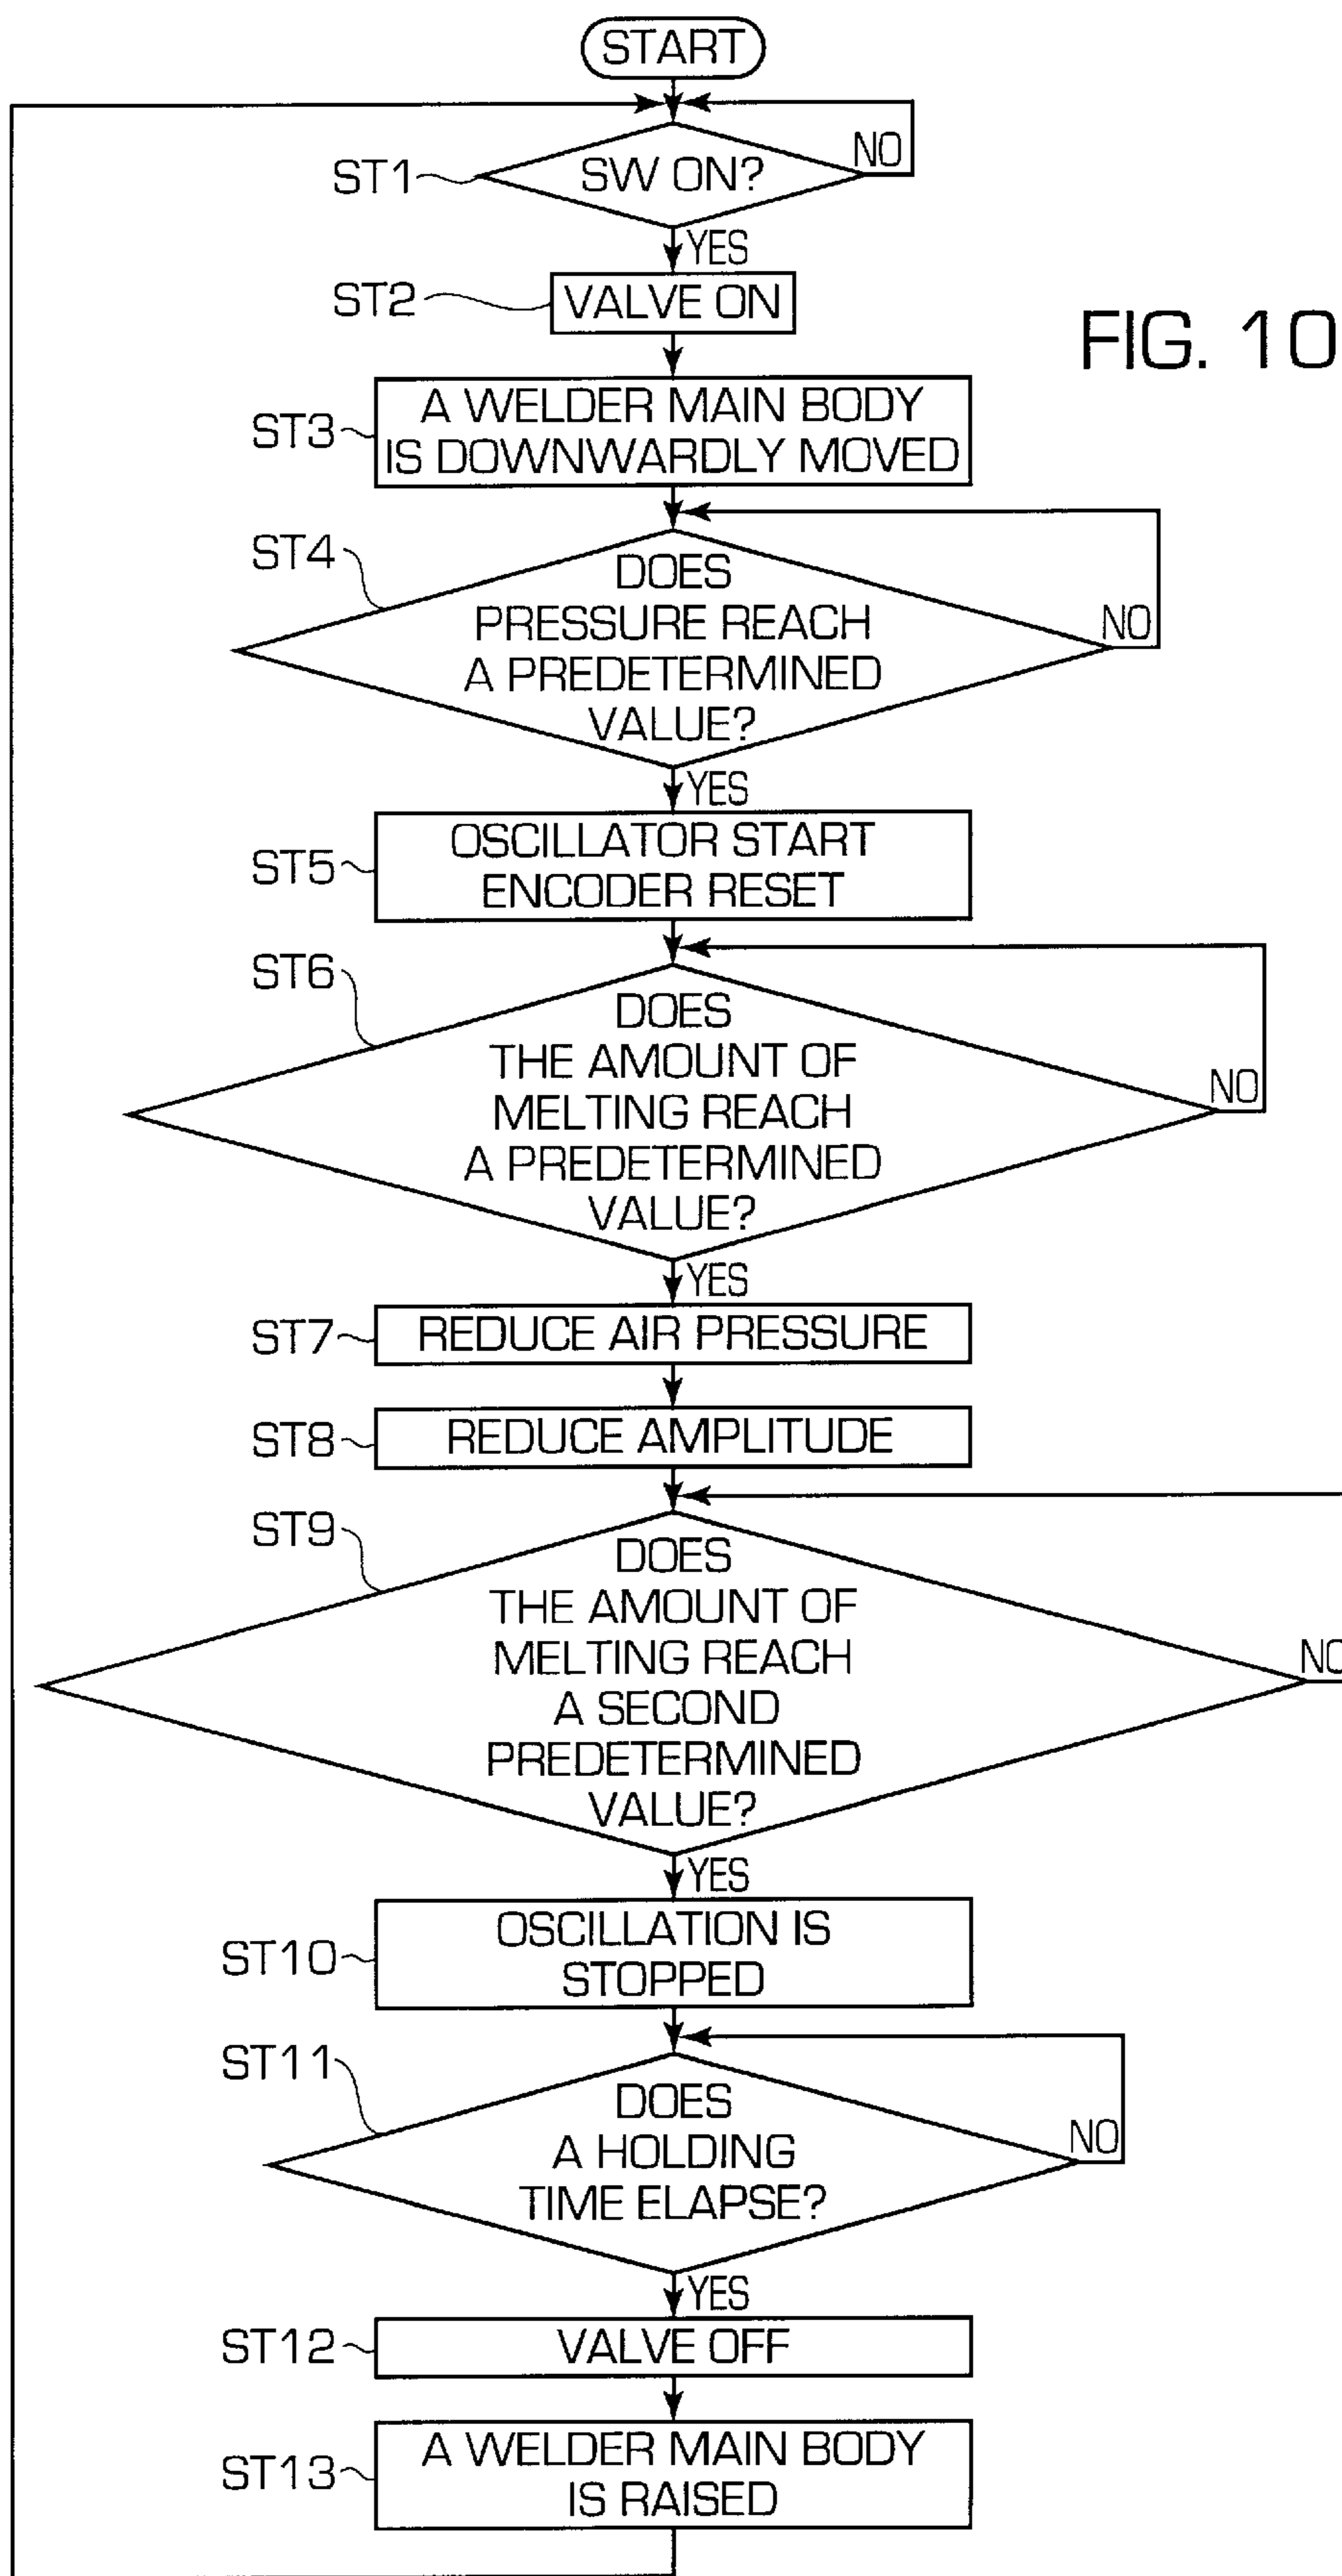 START
ST1
SW ON?
NO
YES
ST2
VALVE ON
FIG. 10
ST3
A WELDER MAIN BODY
IS DOWNWARDLY MOVED
ST4
DOES
PRESSURE REACH
A PREDETERMINED
VALUE?
NO
YES
ST5
OSCILLATOR START
ENCODER RESET
ST6
DOES
THE AMOUNT OF
MELTING REACH
A PREDETERMINED
VALUE?
NO
YES
ST7
REDUCE AIR PRESSURE
ST8
REDUCE AMPLITUDE
ST9
DOES
THE AMOUNT OF
MELTING REACH
A SECOND
PREDETERMINED
VALUE?
NO
YES
ST10
OSCILLATION IS
STOPPED
ST11
DOES
A HOLDING
TIME ELAPSE?
NO
YES
ST12
VALVE OFF
ST13
A WELDER MAIN BODY
IS RAISED